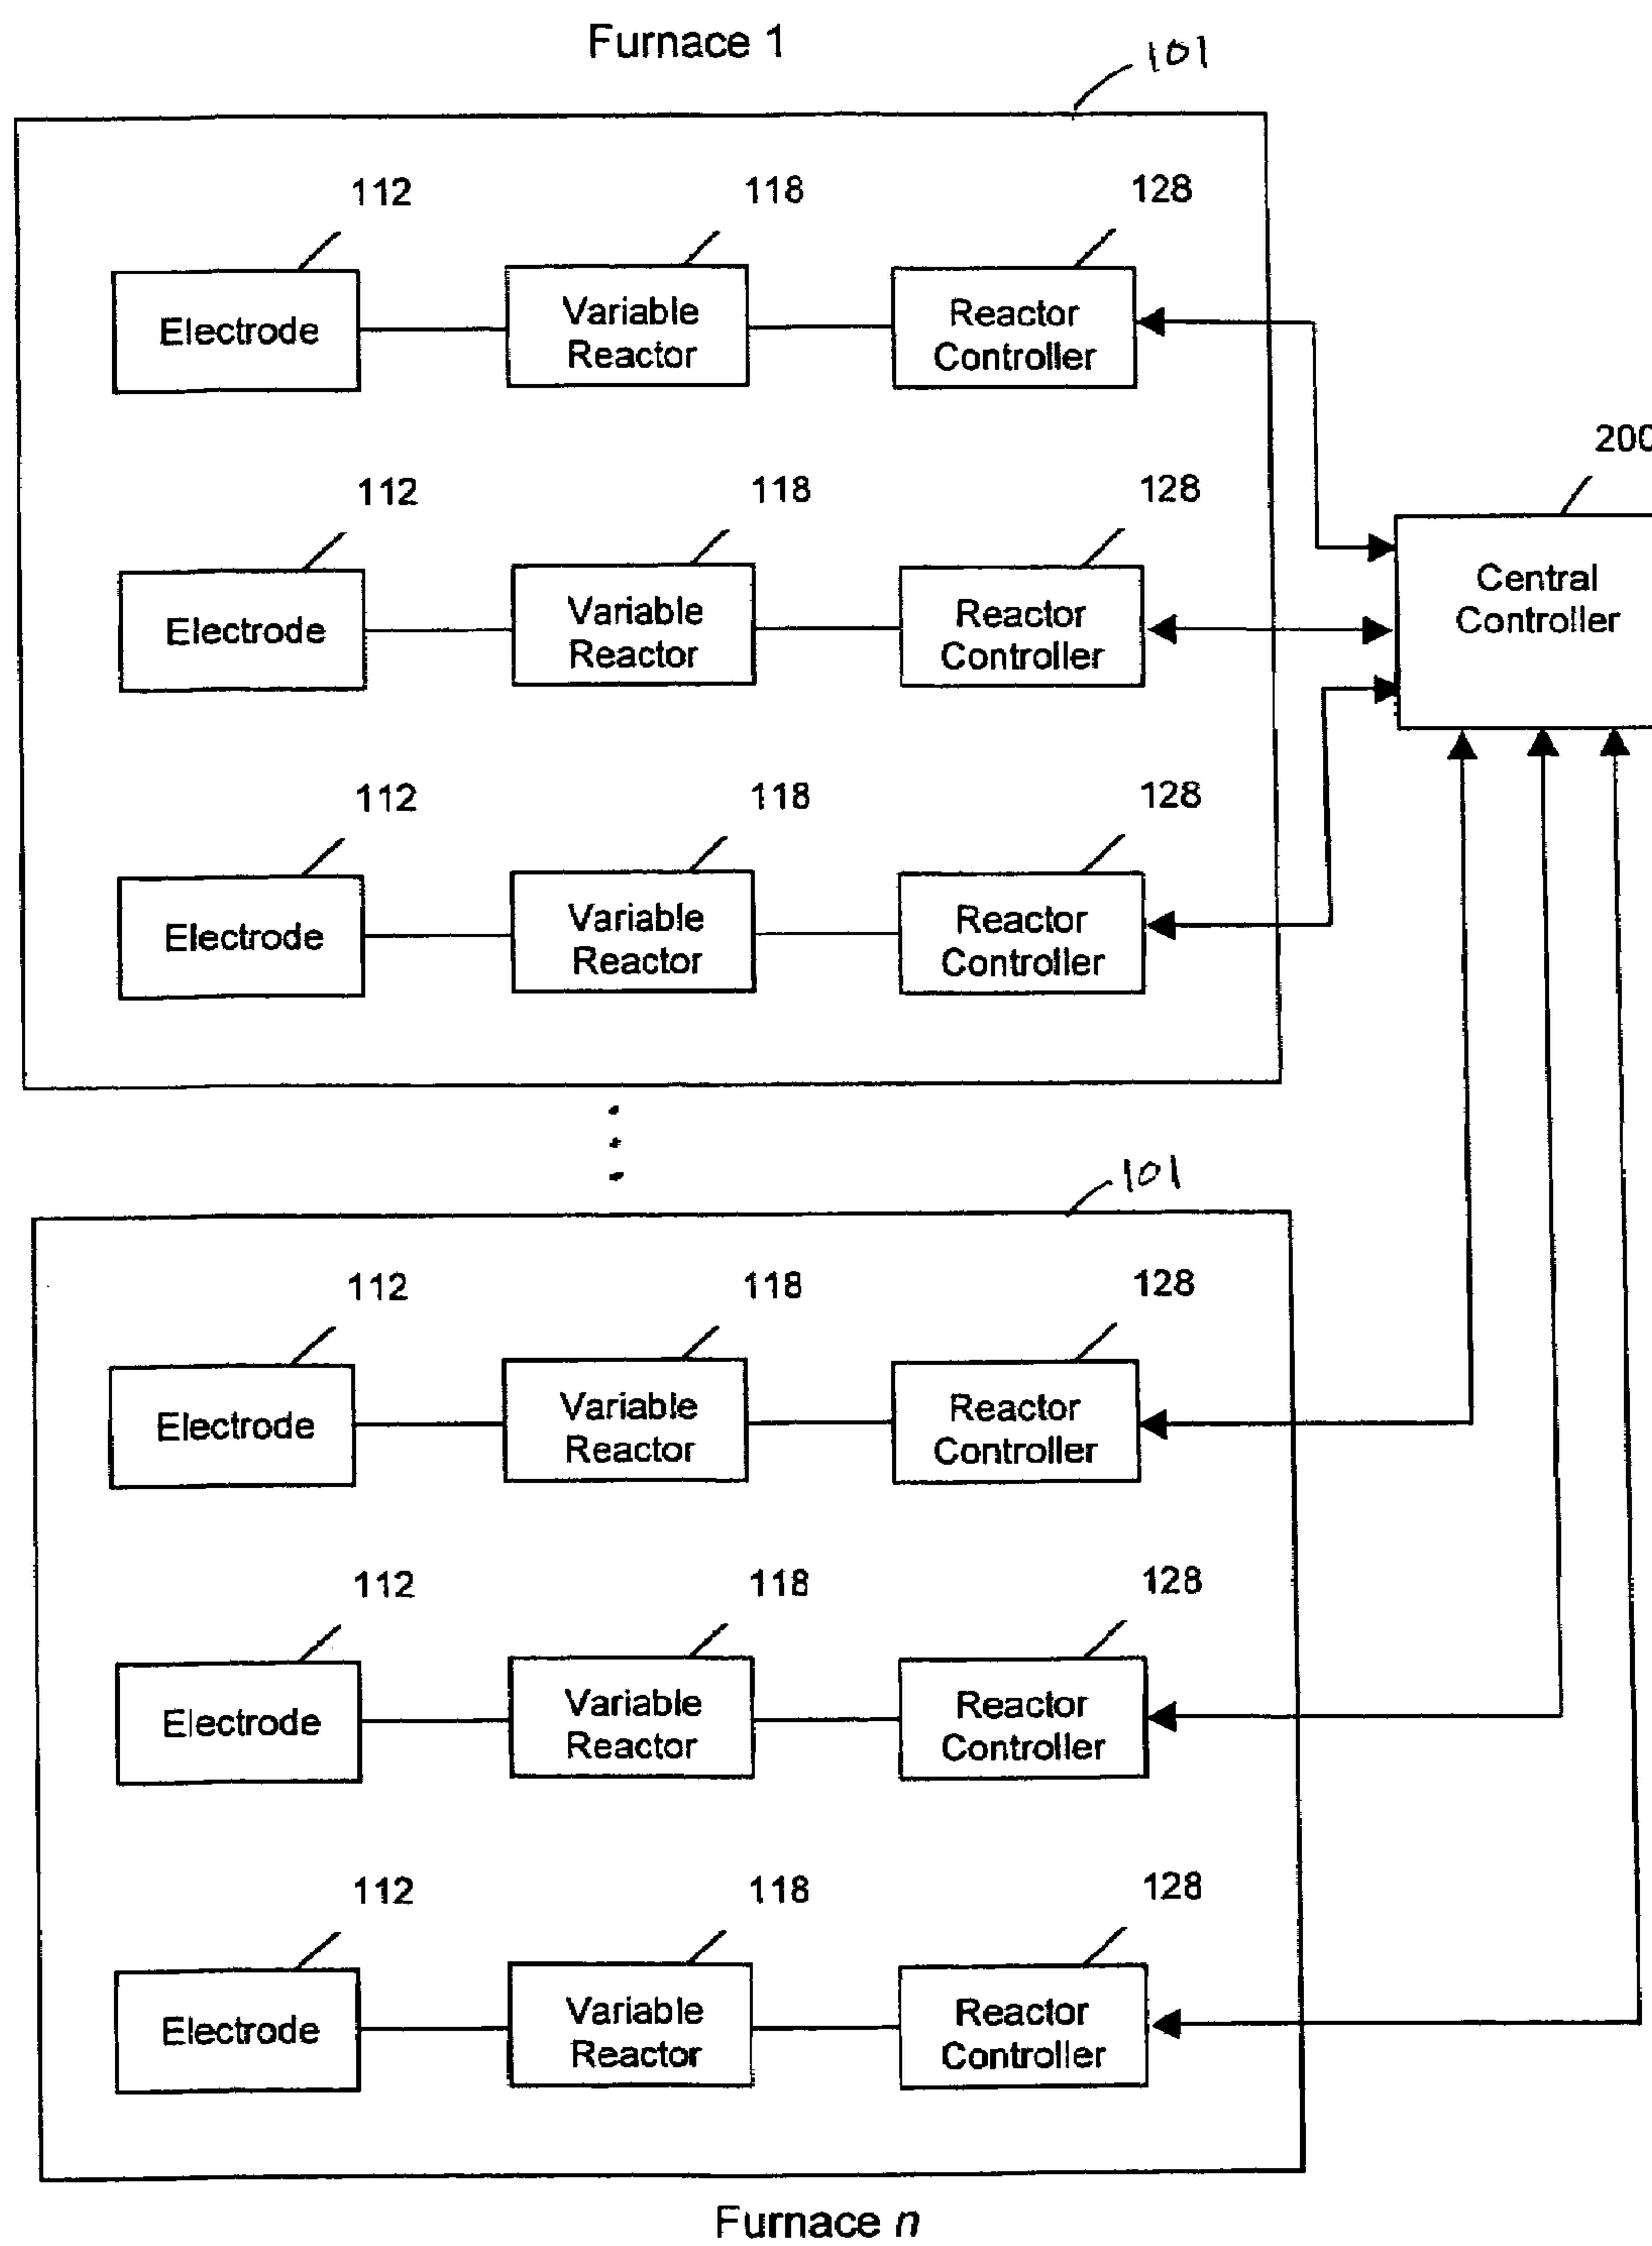 Furnace 1
101
112 118 128
Electrode
Variable
Reactor
Reactor
Controller
200
112 118 128
Electrode
Variable
Reactor
Reactor
Controller
Central
Controller
112 118 128
Electrode
Variable
Reactor
Reactor
Controller
101
112 118 128
Electrode
Variable
Reactor
Reactor
Controller
112 118 128
Electrode
Variable
Reactor
Reactor
Controller
112 118 128
Electrode
Variable
Reactor
Reactor
Controller
Furnace n